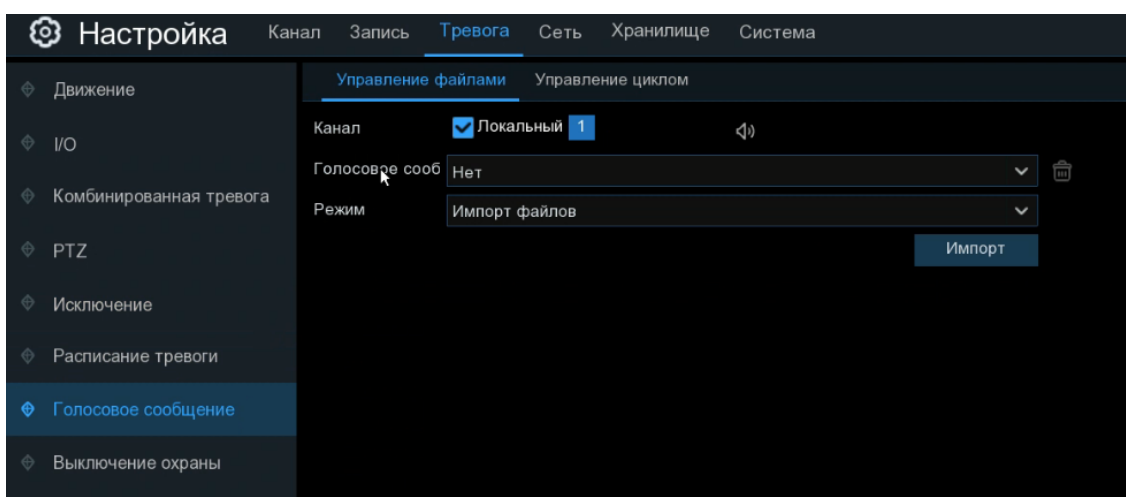 Настройка Канал Запись Тревога Сеть Хранилище Система
Управление файлами Управление циклом
Движение
Канал Локальный 1
I/O
Голосовое сооб Нет
Комбинированная тревога
Режим Импорт файлов
PTZ
Импорт
Исключение
Расписание тревоги
Голосовое сообщение
Выключение охраны